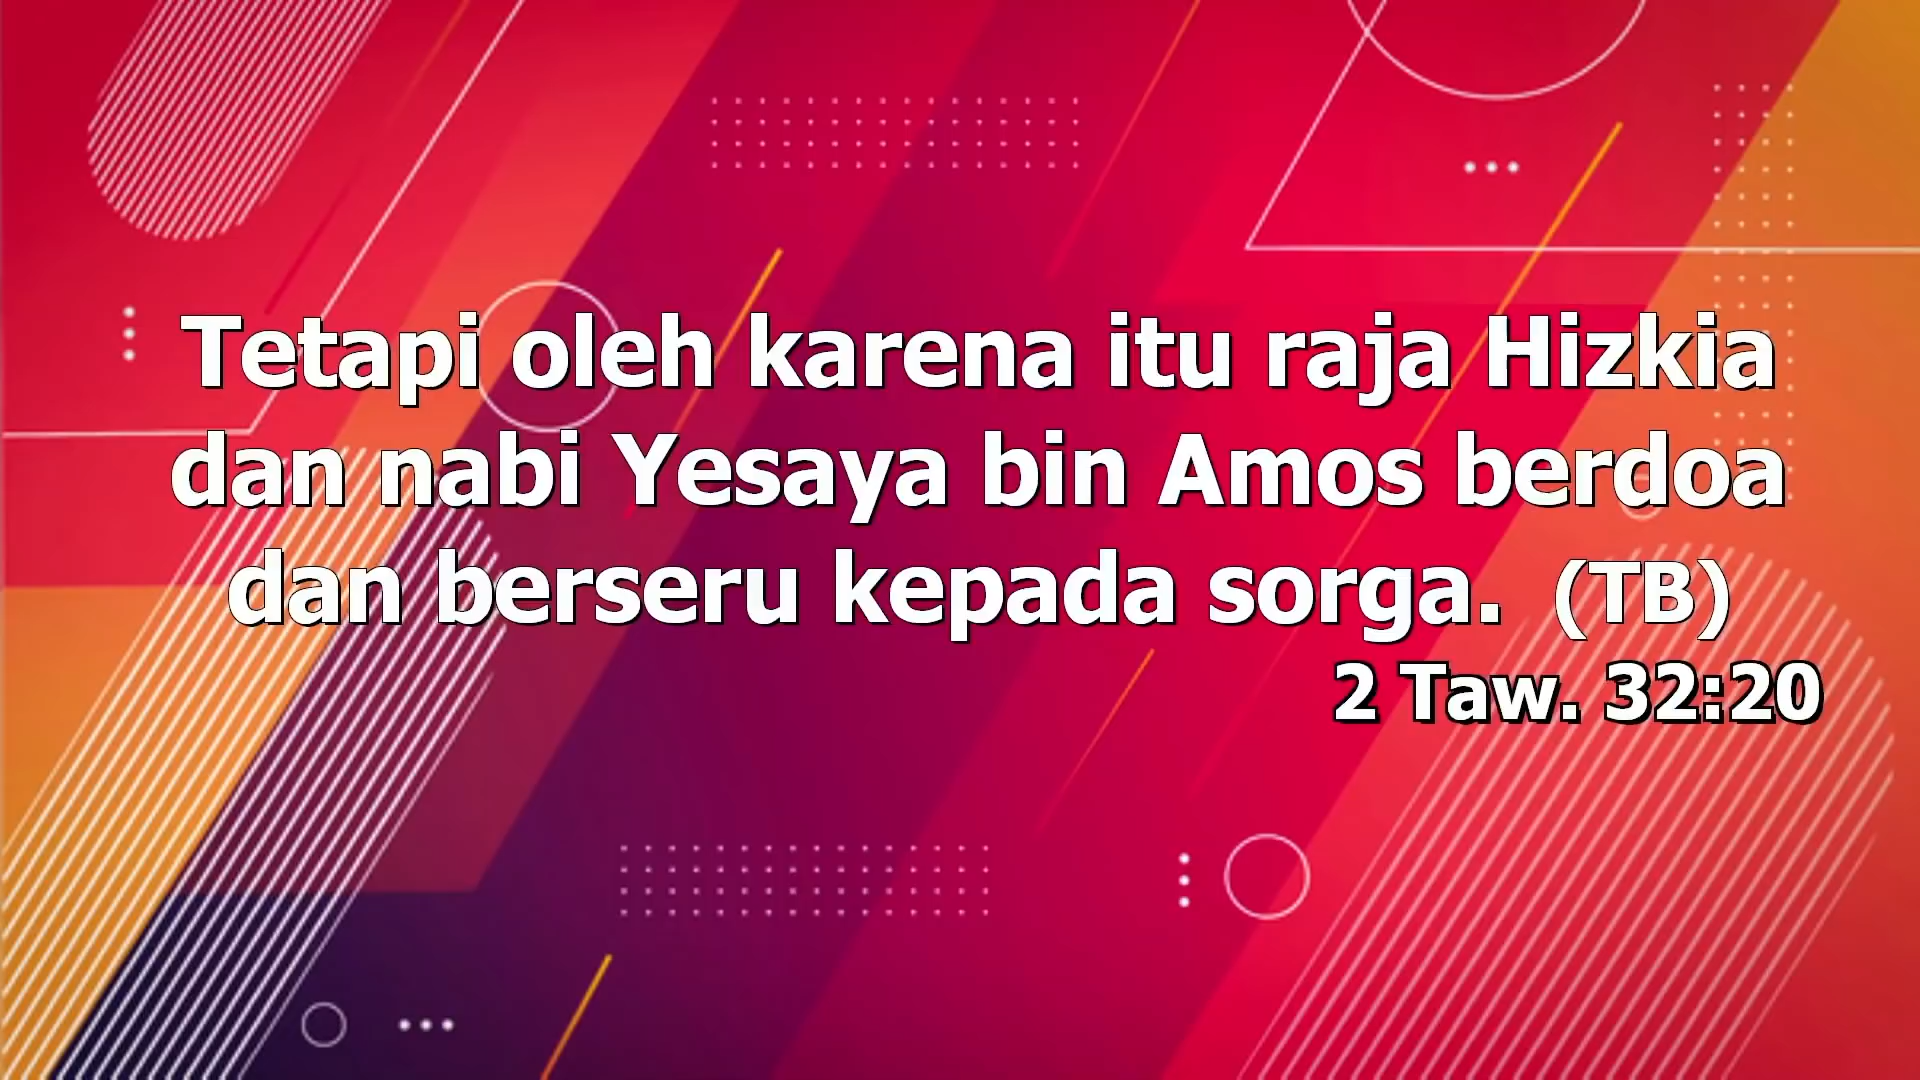 Tetapi oleh karena itu raja Hizkia
dan nabi Yesaya bin Amos berdoa
dan berseru kepada sorga. (TB)
2 Taw. 32:20